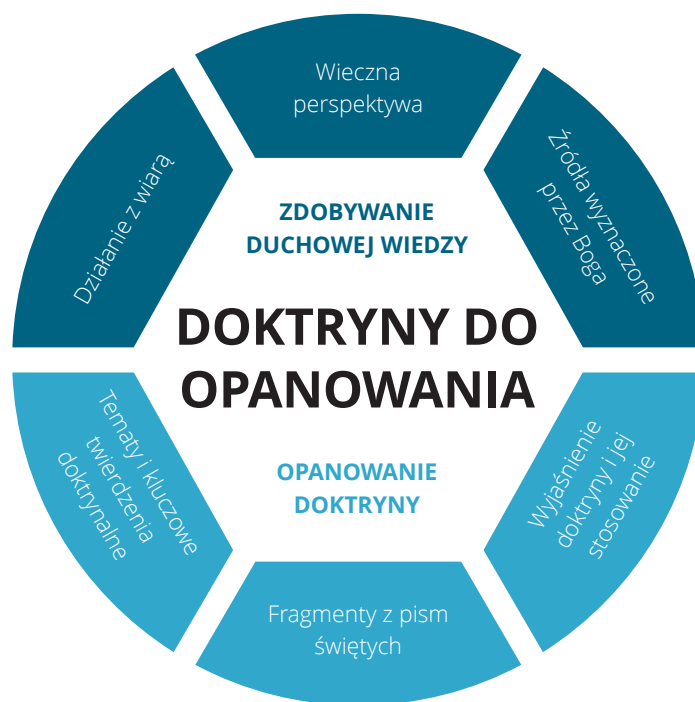 Wieczna
perspektywa
Działanie z wiarą
Źródła wyznaczone
przez Boga
ZDOBYWANIE
DUCHOWEJ WIEDZY
DOKTRYNY DO
OPANOWANIA
OPANOWANIE
DOKTRYNY
Tematy i kluczowe
twierdzenia
doktrynalne
Wyjaśnienie
doktryny i jej
stosowanie
Fragmenty z pism
świętych